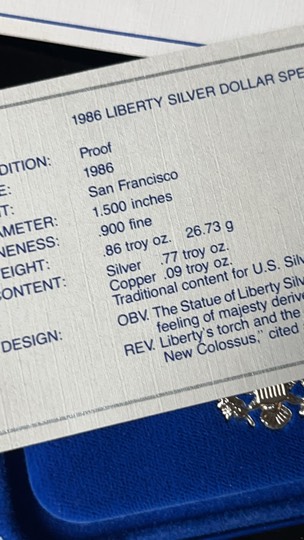 1986 LIBERTY SILVER DOLLAR SPE
DITION: Proof
E: 1986
T: San Francisco
AMETER: 1.500 inches
NENESS: .900 fine
EIGHT: .86 troy oz. 26.73 g
ONTENT: Silver .77 troy oz.
Copper .09 troy oz.
Traditional content for U.S. Silv
DESIGN: OBV. The Statue of Liberty Silv
feeling of majesty deriv
REV. Liberty's torch and the
New Colossus," cited